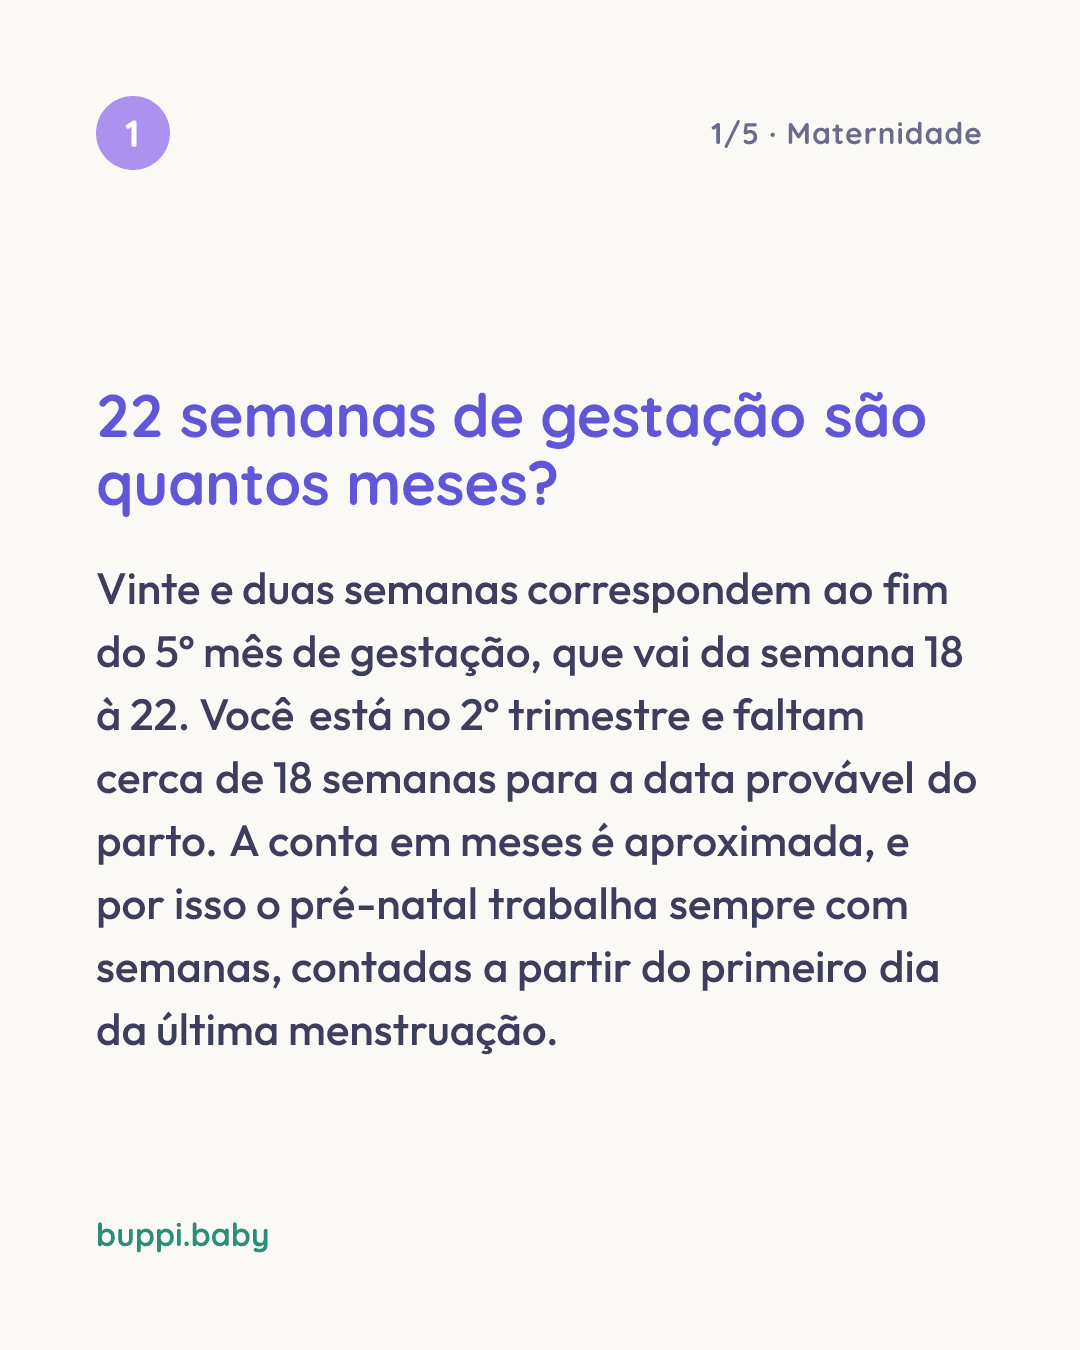 1
1/5 · Maternidade
22 semanas de gestação são
quantos meses?
Vinte e duas semanas correspondem ao fim
do 5º mês de gestação, que vai da semana 18
à 22. Você está no 2º trimestre e faltam
cerca de 18 semanas para a data provável do
parto. A conta em meses é aproximada, e
por isso o pré-natal trabalha sempre com
semanas, contadas a partir do primeiro dia
da última menstruação.
buppi.baby